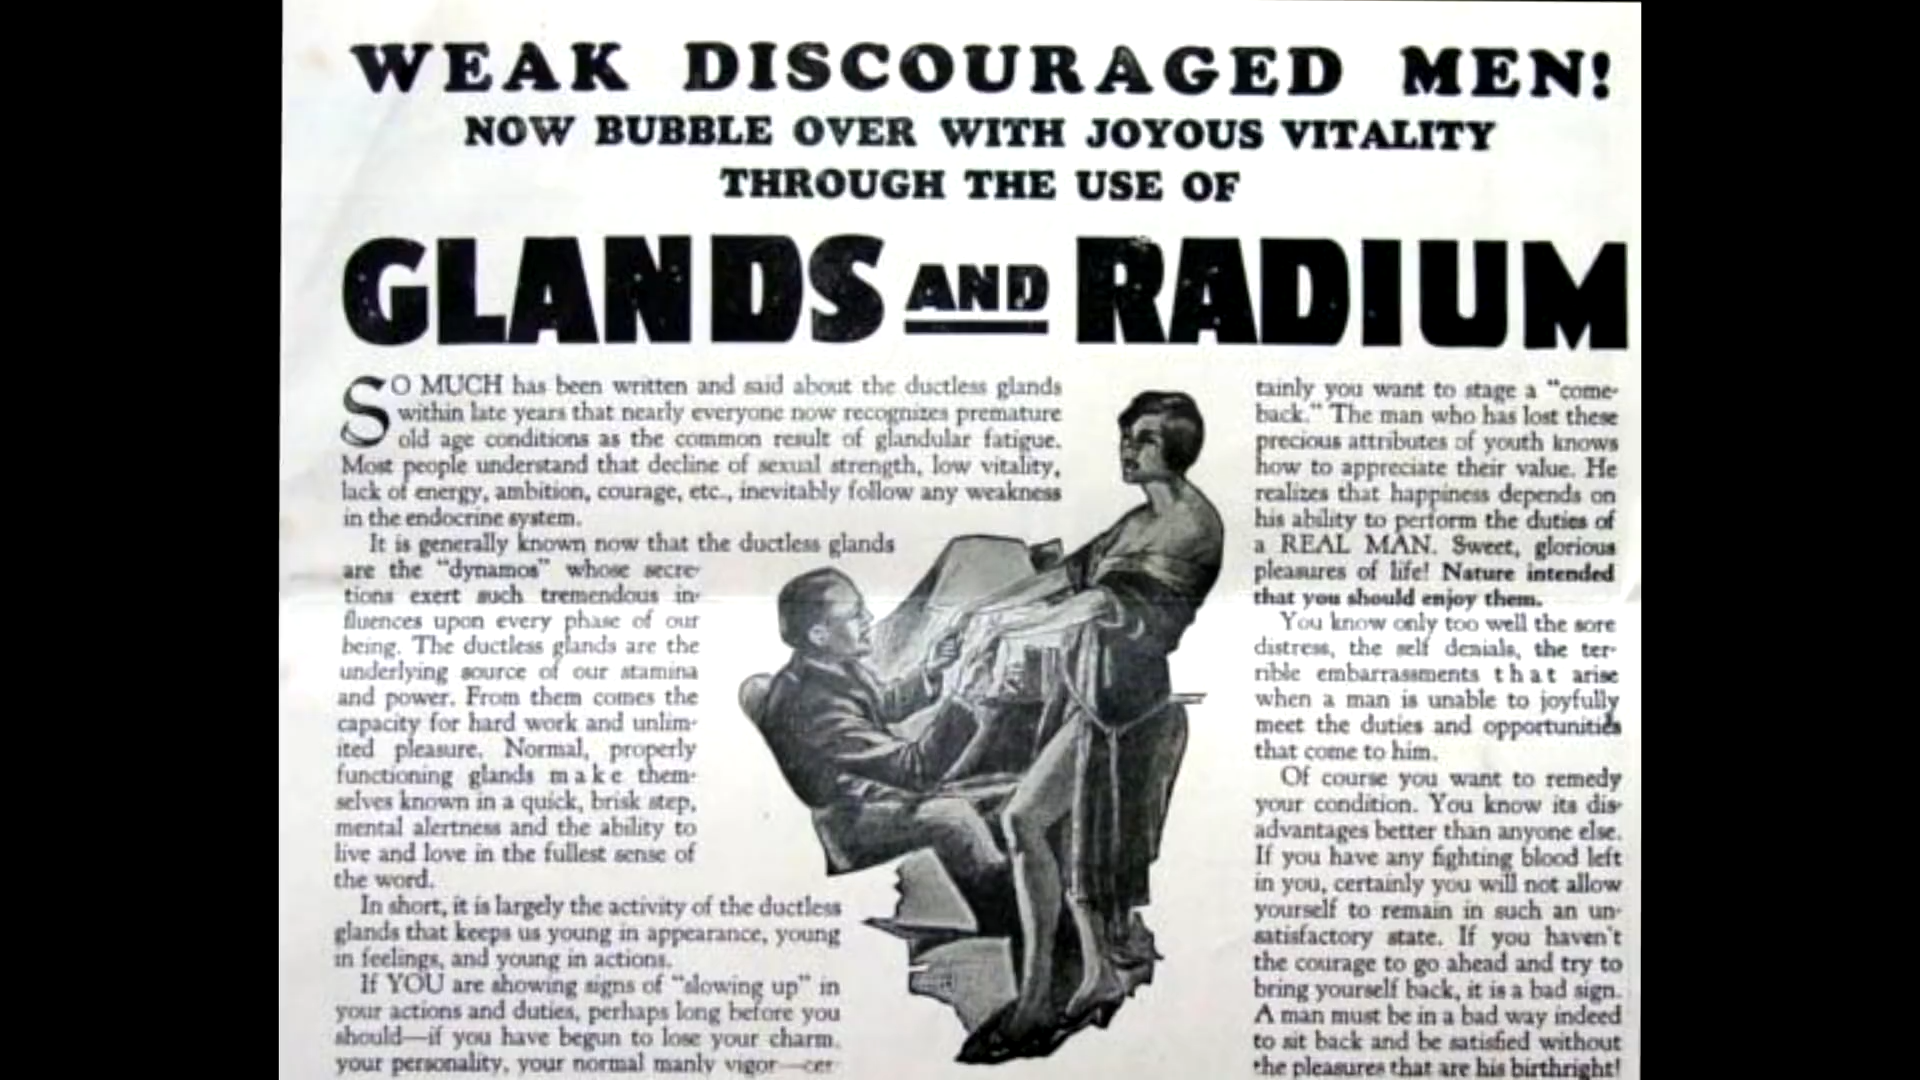 WEAK DISCOURAGED MEN!
NOW BUBBLE OVER WITH JOYOUS VITALITY
THROUGH THE USE OF
GLANDS AND RADIUM
SO MUCH has been written and said about the ductless glands
within late years that nearly everyone now recognizes premature
old age conditions as the common result of glandular fatigue.
Most people understand that decline of sexual strength, low vitality,
lack of energy, ambition, courage, etc., inevitably follow any weakness
in the endocrine system.
It is generally known now that the ductless glands
are the "dynamos" whose secre-
tions exert such tremendous in-
fluences upon every phase of our
being. The ductless glands are the
underlying source of our stamina
and power. From them comes the
capacity for hard work and unlim-
ited pleasure. Normal, properly
functioning glands make them-
selves known in a quick, brisk step,
mental alertness and the ability to
live and love in the fullest sense of
the word.
In short, it is largely the activity of the ductless
glands that keeps us young in appearance, young
in feelings, and young in actions.
If YOU are showing signs of "slowing up" in
your actions and duties, perhaps long before you
should—if you have begun to lose your charm,
your personality, your normal manly vigor—cer-
tainly you want to stage a "come-
back." The man who has lost these
precious attributes of youth knows
how to appreciate their value. He
realizes that happiness depends on
his ability to perform the duties of
a REAL MAN. Sweet, glorious
pleasures of life! Nature intended
that you should enjoy them.
You know only too well the sore
distress, the self denials, the ter-
rible embarrassments that arise
when a man is unable to joyfully
meet the duties and opportunities
that come to him.
Of course you want to remedy
your condition. You know its dis-
advantages better than anyone else.
If you have any fighting blood left
in you, certainly you will not allow
yourself to remain in such an un-
satisfactory state. If you haven't
the courage to go ahead and try to
bring yourself back, it is a bad sign.
A man must be in a bad way indeed
to sit back and be satisfied without
the pleasures that are his birthright!